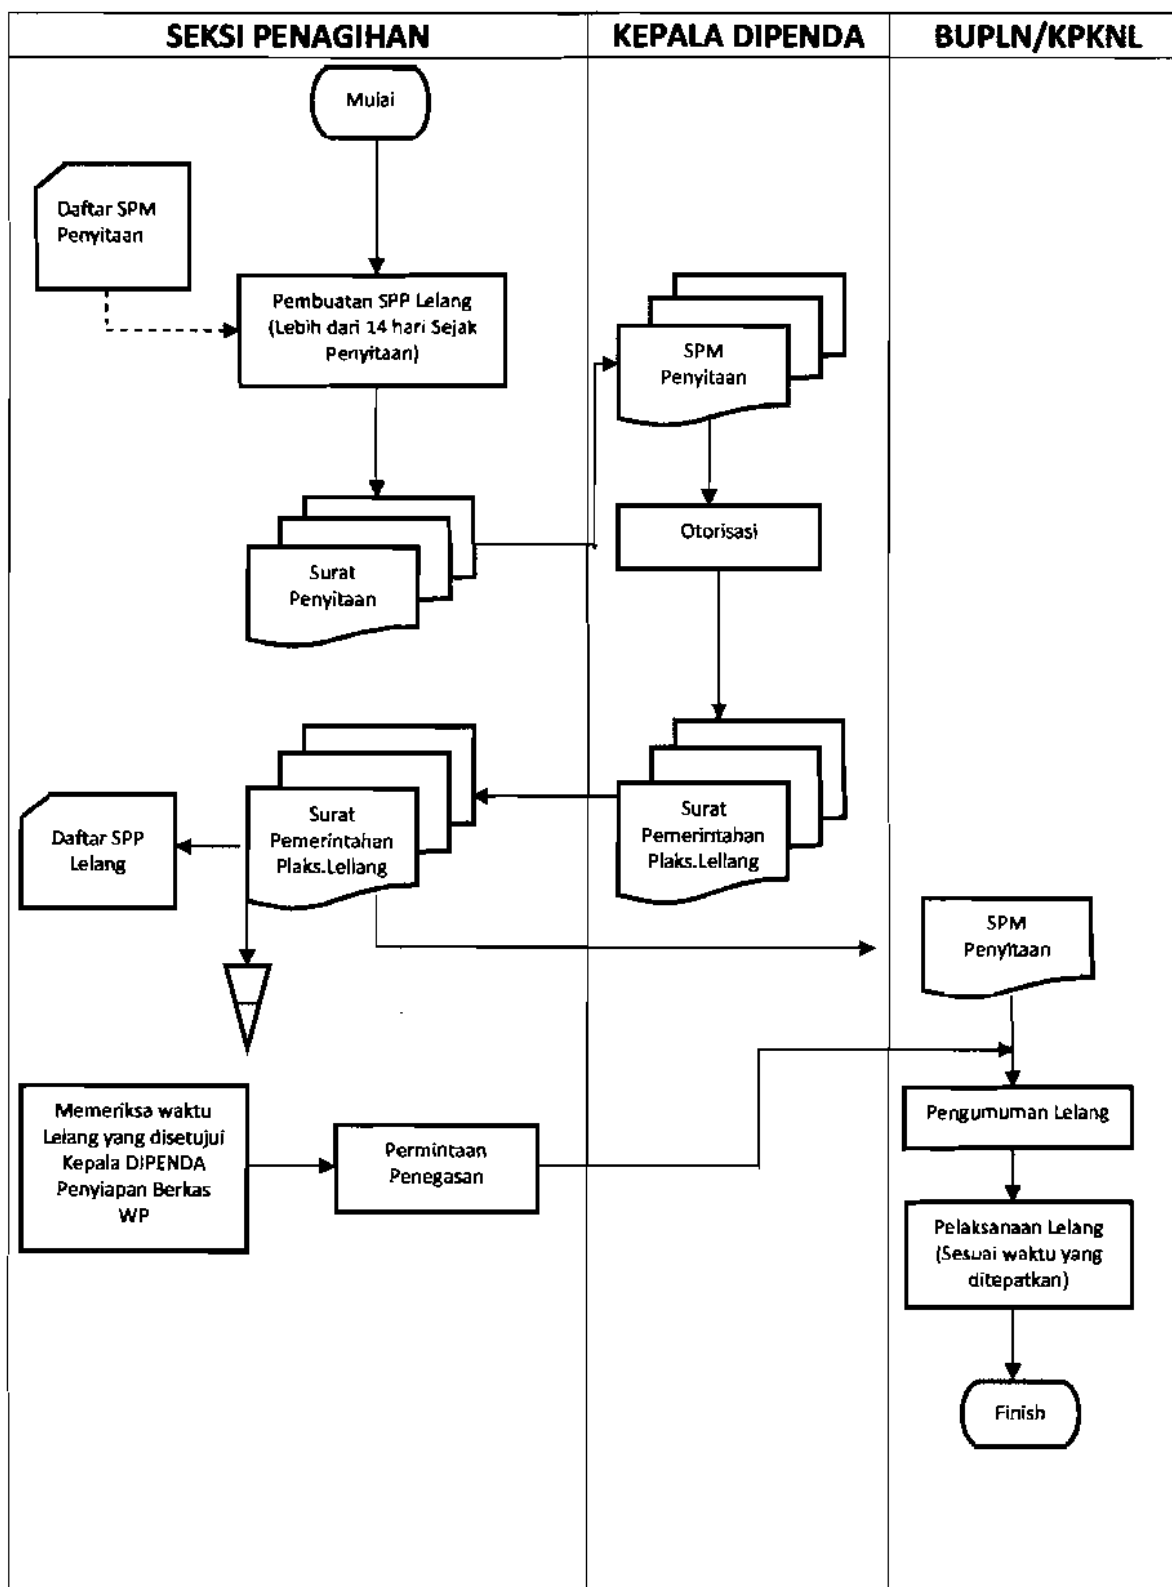 SEKSI PENAGIHAN
KEPALA DIPENDA
BUPLN/KPKNL
Mulai
Daftar SPM
Penyitaan
Pembuatan SPP Lelang
(Lebih dari 14 hari Sejak
Penyitaan)
SPM
Penyitaan
Otorisasi
Surat
Penyitaan
Surat
Pemerintahan
Plaks.Lellang
Surat
Pemerintahan
Plaks.Lellang
Daftar SPP
Lelang
SPM
Penyitaan
Memeriksa waktu
Lelang yang disetujui
Kepala DIPENDA
Penyiapan Berkas
WP
Permintaan
Penegasan
Pengumuman Lelang
Pelaksanaan Lelang
(Sesuai waktu yang
ditepatkan)
Finish